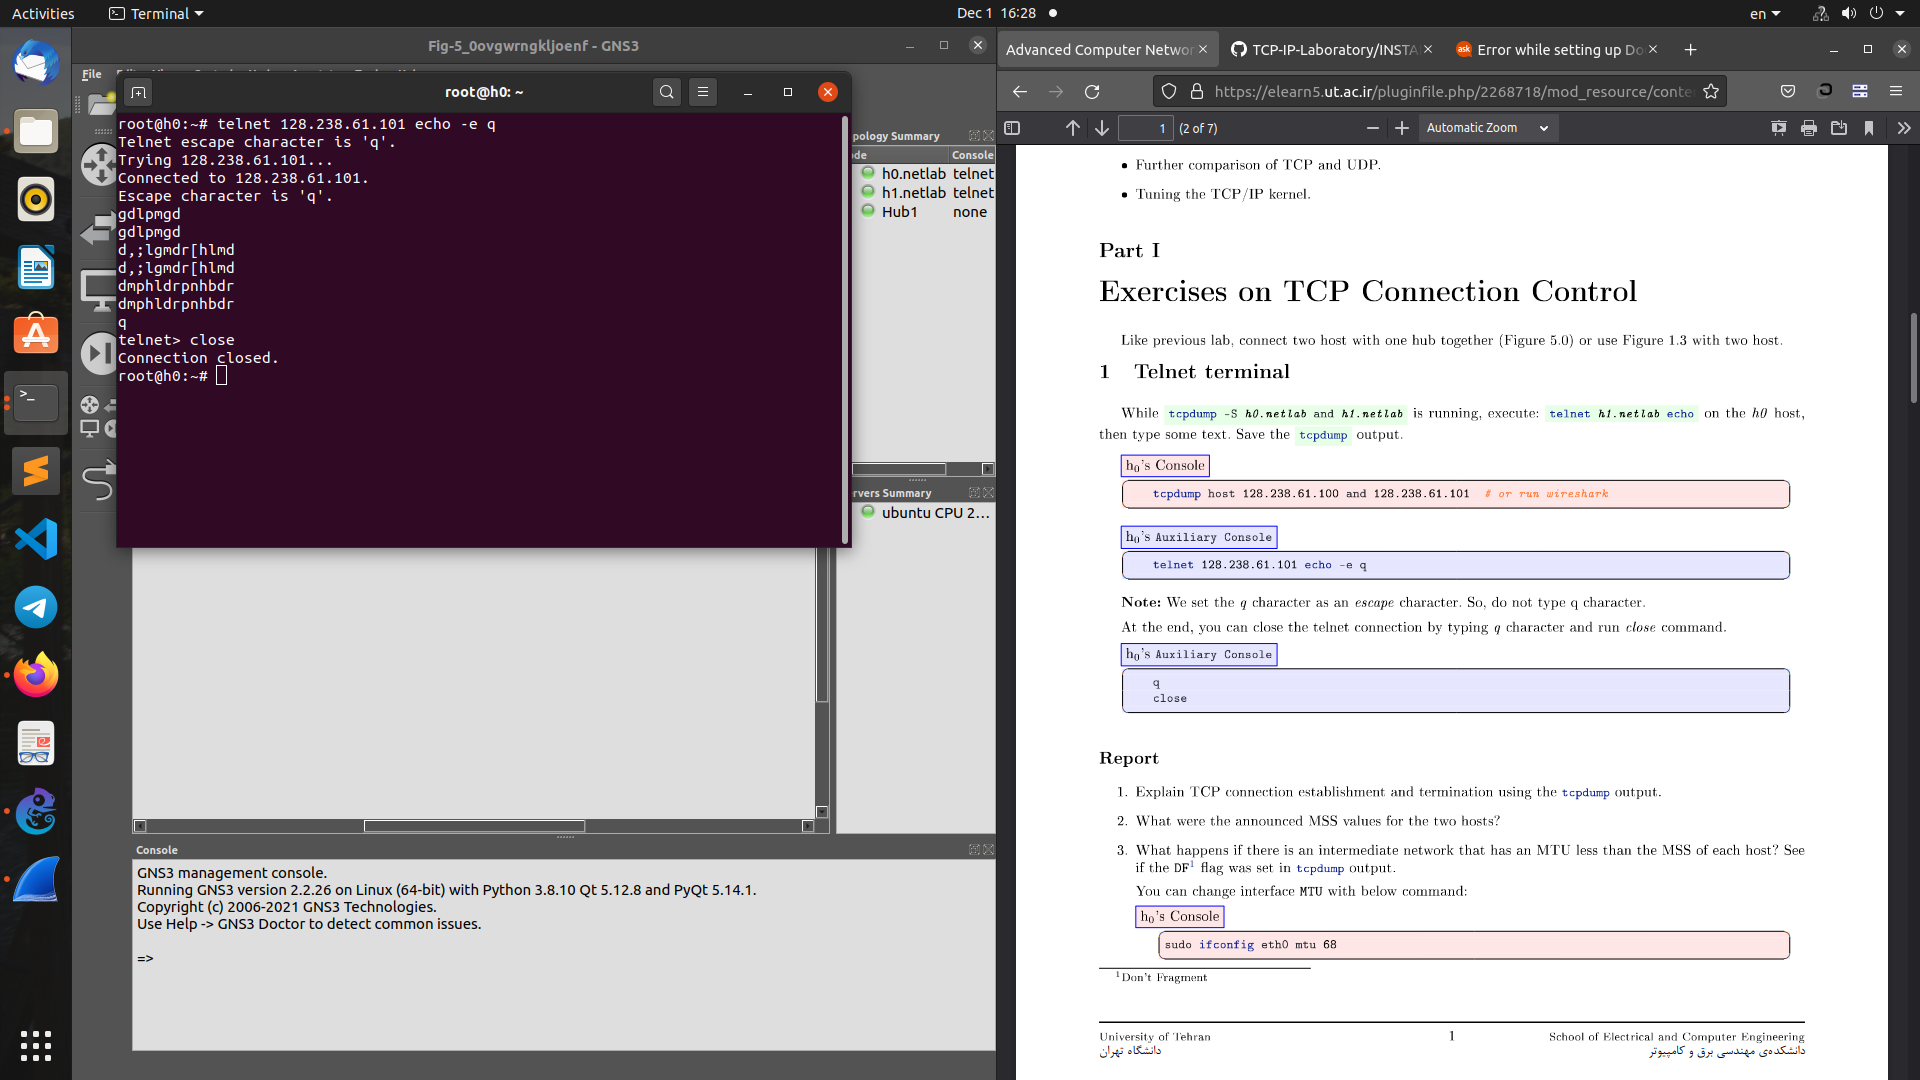 Activities
Terminal
Dec 1 16:28
en
Fig-5_0ovgwrngkljoenf - GNS3
File
root@h0: ~
root@h0:~# telnet 128.238.61.101 echo -e q
Telnet escape character is 'q'.
Trying 128.238.61.101...
Connected to 128.238.61.101.
Escape character is 'q'.
gdlpmgd
gdlpmgd
d,;lgmdr[hlmd
d,;lgmdr[hlmd
dmphldrpnhbdr
dmphldrpnhbdr
q
telnet> close
Connection closed.
root@h0:~#
pology Summary
de Console
h0.netlab telnet
h1.netlab telnet
Hub1 none
rvers Summary
ubuntu CPU 2...
Console
GNS3 management console.
Running GNS3 version 2.2.26 on Linux (64-bit) with Python 3.8.10 Qt 5.12.8 and PyQt 5.14.1.
Copyright (c) 2006-2021 GNS3 Technologies.
Use Help -> GNS3 Doctor to detect common issues.
=>
Advanced Computer Networ
TCP-IP-Laboratory/INSTA
ask
Error while setting up Do
https://elearn5.ut.ac.ir/pluginfile.php/2268718/mod_resource/conte
1 (2 of 7)
Automatic Zoom
• Further comparison of TCP and UDP.
• Tuning the TCP/IP kernel.
Part I
Exercises on TCP Connection Control
Like previous lab, connect two host with one hub together (Figure 5.0) or use Figure 1.3 with two host.
1 Telnet terminal
While tcpdump -S h0.netlab and h1.netlab is running, execute: telnet h1.netlab echo on the h0 host,
then type some text. Save the tcpdump output.
h0's Console
tcpdump host 128.238.61.100 and 128.238.61.101 # or run wireshark
h0's Auxiliary Console
telnet 128.238.61.101 echo -e q
Note: We set the q character as an escape character. So, do not type q character.
At the end, you can close the telnet connection by typing q character and run close command.
h0's Auxiliary Console
q
close
Report
1. Explain TCP connection establishment and termination using the tcpdump output.
2. What were the announced MSS values for the two hosts?
3. What happens if there is an intermediate network that has an MTU less than the MSS of each host? See
if the DF1 flag was set in tcpdump output.
You can change interface MTU with below command:
h0's Console
sudo ifconfig eth0 mtu 68
1Don't Fragment
University of Tehran 1 School of Electrical and Computer Engineering
دانشگاه تهران دانشکده‌ی مهندسی برق و کامپیوتر